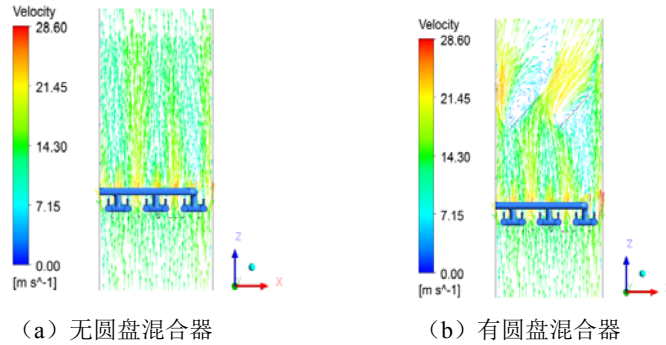 Velocity
28.60
21.45
14.30
7.15
0.00
[m s^-1]
Z
X
(a)无圆盘混合器
Velocity
28.60
21.45
14.30
7.15
0.00
[m s^-1]
Z
(b)有圆盘混合器